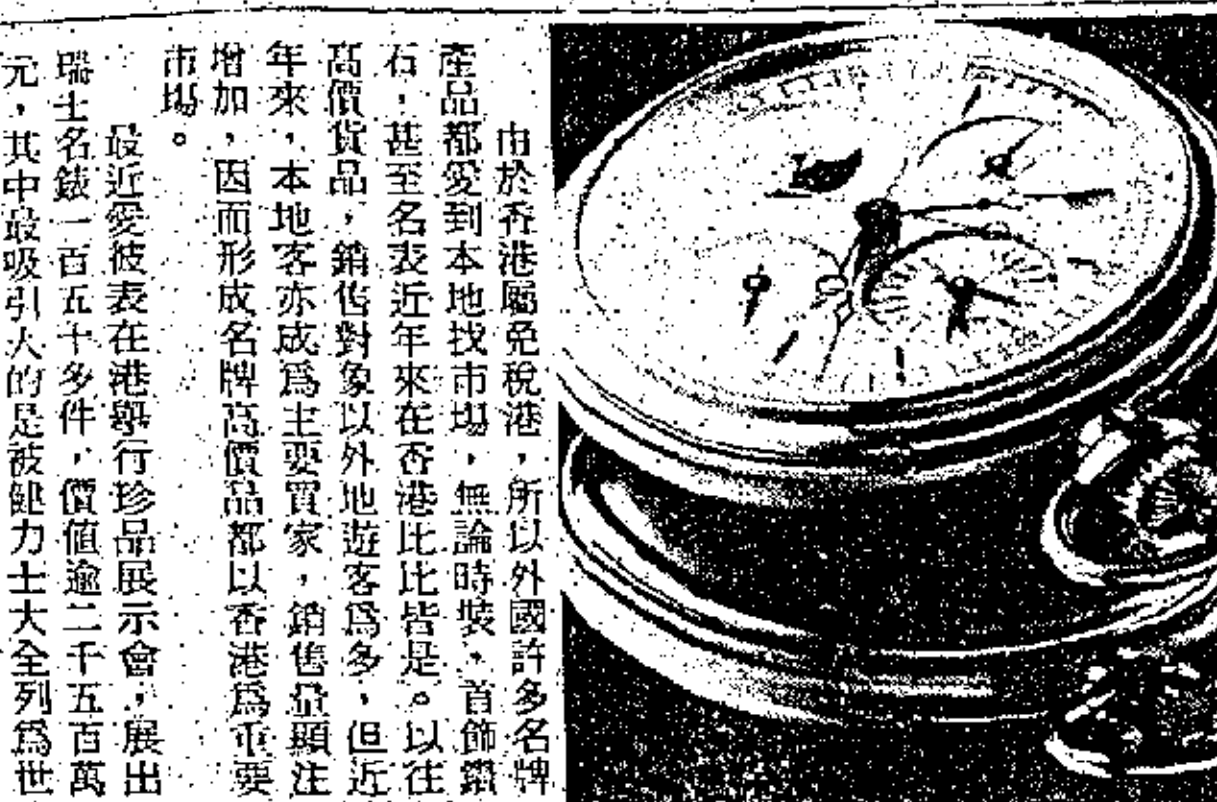 由於香港屬免稅港，所以外國許多名牌
產品都愛到本地找市場，無論時裝、首飾鑽
石，甚至名表近年來在香港比比皆是。以往
高價貨品，銷售對象以外地遊客爲多，但近
年來，本地客亦成爲主要買家，銷售量顯注
增加，因而形成名牌高價品都以香港爲重要
市場。
最近愛彼表在港舉行珍品展示會，展出
瑞士名錶一百五十多件，價值逾二千五百萬
元，其中最吸引人的是被健力士大全列爲世